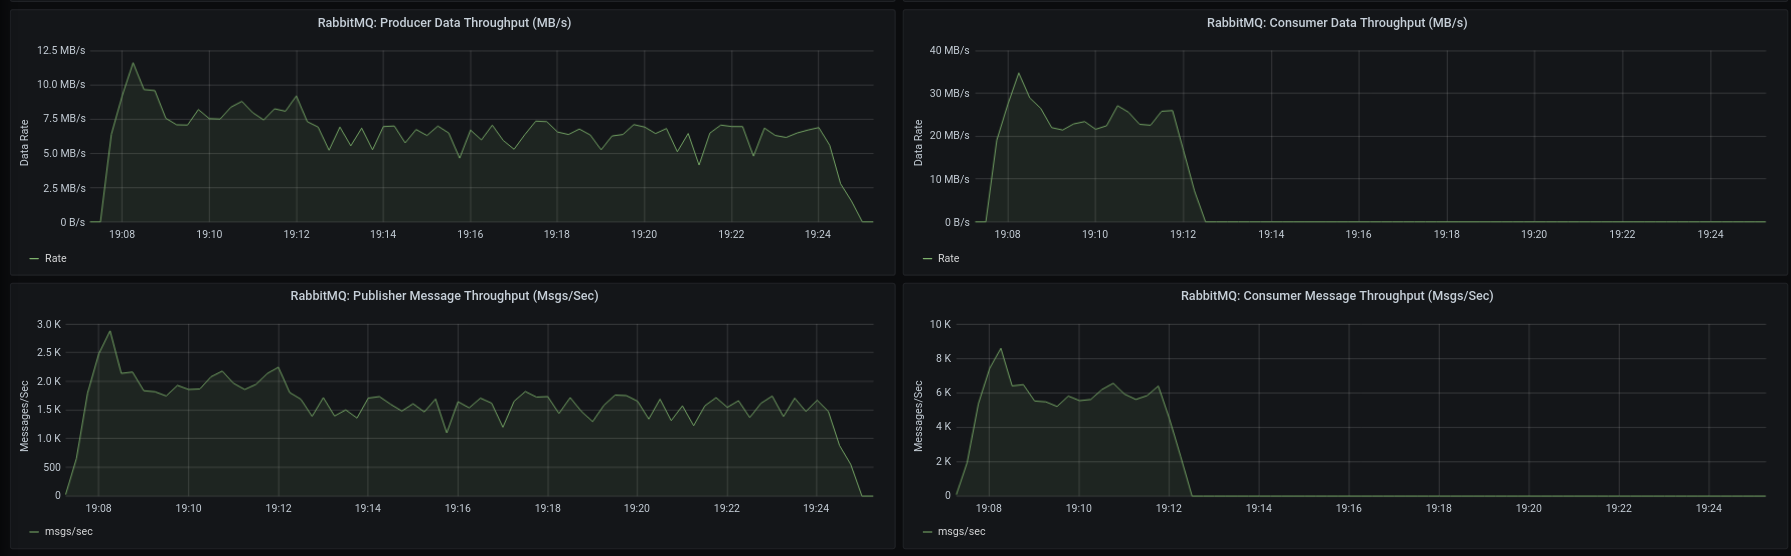 RabbitMQ: Producer Data Throughput (MB/s)
12.5 MB/s
10.0 MB/s
7.5 MB/s
5.0 MB/s
2.5 MB/s
0 B/s
Data Rate
19:08 19:10 19:12 19:14 19:16 19:18 19:20 19:22 19:24
Rate
RabbitMQ: Consumer Data Throughput (MB/s)
40 MB/s
30 MB/s
20 MB/s
10 MB/s
0 B/s
Data Rate
19:08 19:10 19:12 19:14 19:16 19:18 19:20 19:22 19:24
Rate
RabbitMQ: Publisher Message Throughput (Msgs/Sec)
3.0 K
2.5 K
2.0 K
1.5 K
1.0 K
500
0
Messages/Sec
19:08 19:10 19:12 19:14 19:16 19:18 19:20 19:22 19:24
msgs/sec
RabbitMQ: Consumer Message Throughput (Msgs/Sec)
10 K
8 K
6 K
4 K
2 K
0
Messages/Sec
19:08 19:10 19:12 19:14 19:16 19:18 19:20 19:22 19:24
msgs/sec